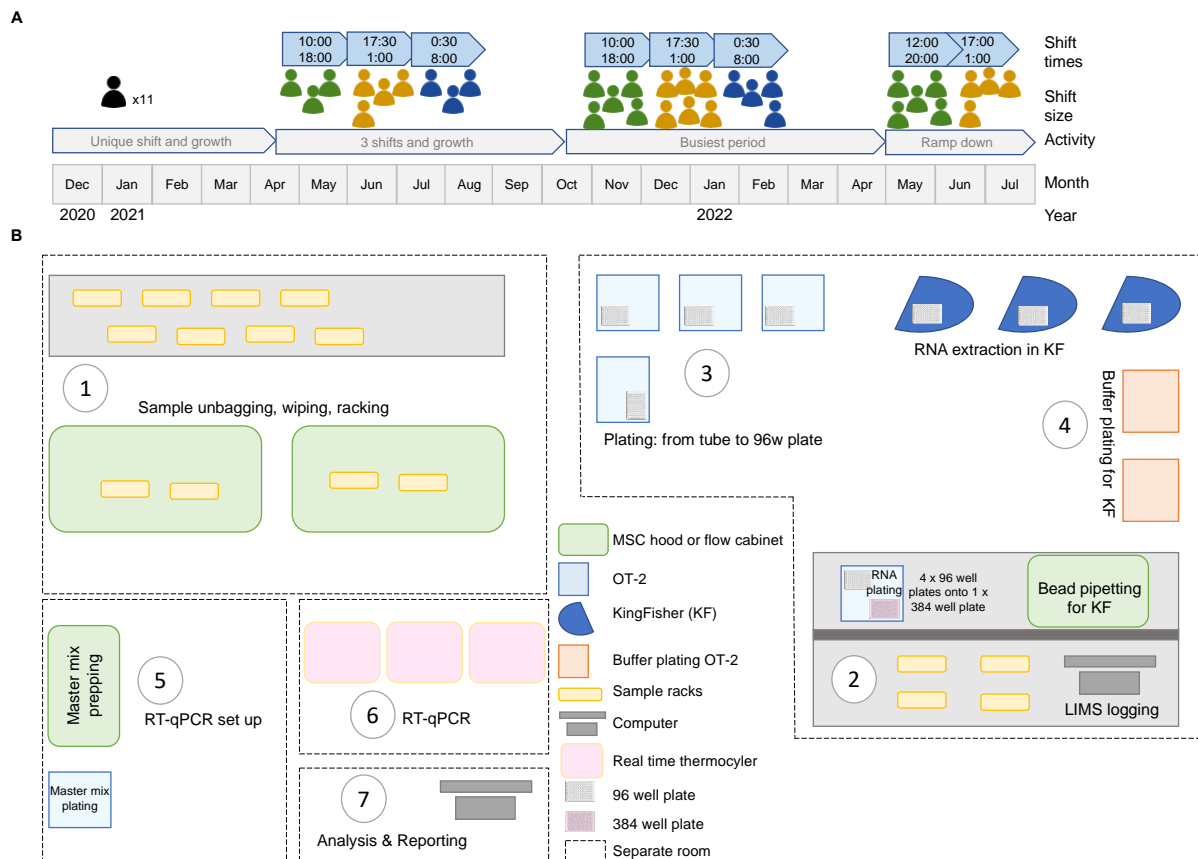 A
10:00
18:00
17:30
1:00
0:30
8:00
10:00
18:00
17:30
1:00
0:30
8:00
12:00
20:00
17:00
1:00
Shift
times
x11
Shift
size
Unique shift and growth
3 shifts and growth
Busiest period
Ramp down
Activity
Dec Jan Feb Mar Apr May Jun Jul Aug Sep Oct Nov Dec Jan Feb Mar Apr May Jun Jul Month
2020 2021 2022 Year
B
1
Sample unbagging, wiping, racking
3
Plating: from tube to 96w plate
RNA extraction in KF
4
Buffer plating for KF
RNA
plating
4 x 96 well
plates onto 1 x
384 well plate
Bead pipetting
for KF
2
LIMS logging
Master mix
prepping
5
RT-qPCR set up
Master mix
plating
6
RT-qPCR
7
Analysis & Reporting
MSC hood or flow cabinet
OT-2
KingFisher (KF)
Buffer plating OT-2
Sample racks
Computer
Real time thermocyler
96 well plate
384 well plate
Separate room